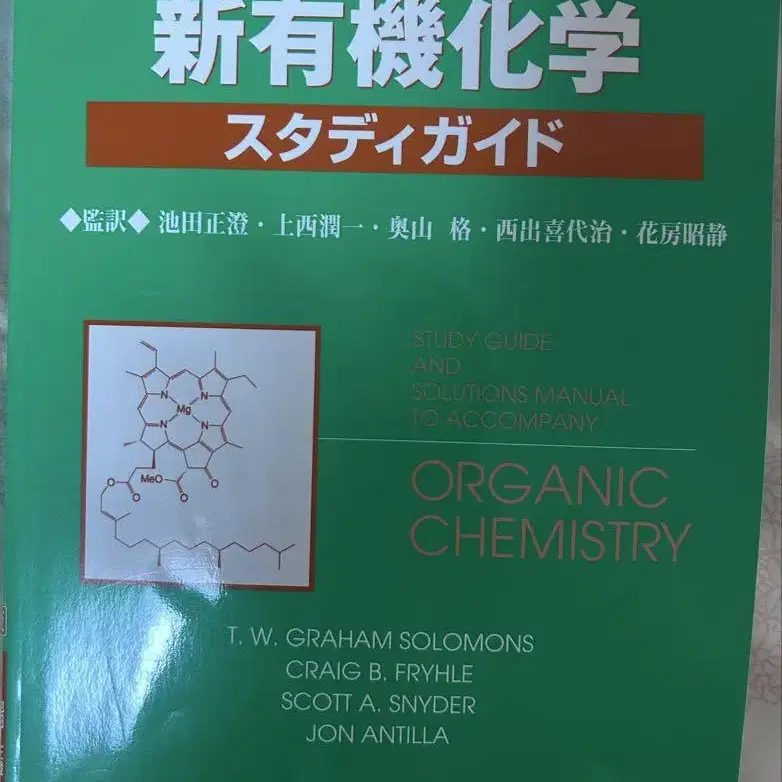 新有機化学
スタディガイド
◆監訳◆ 池田正澄・上西潤一・奥山 格・西出喜代治・花房昭静
STUDY GUIDE
AND
SOLUTIONS MANUAL
TO ACCOMPANY
ORGANIC
CHEMISTRY
N
N
Mg
N
N
O
O
MeO
O
O
O
T. W. GRAHAM SOLOMONS
CRAIG B. FRYHLE
SCOTT A. SNYDER
JON ANTILLA